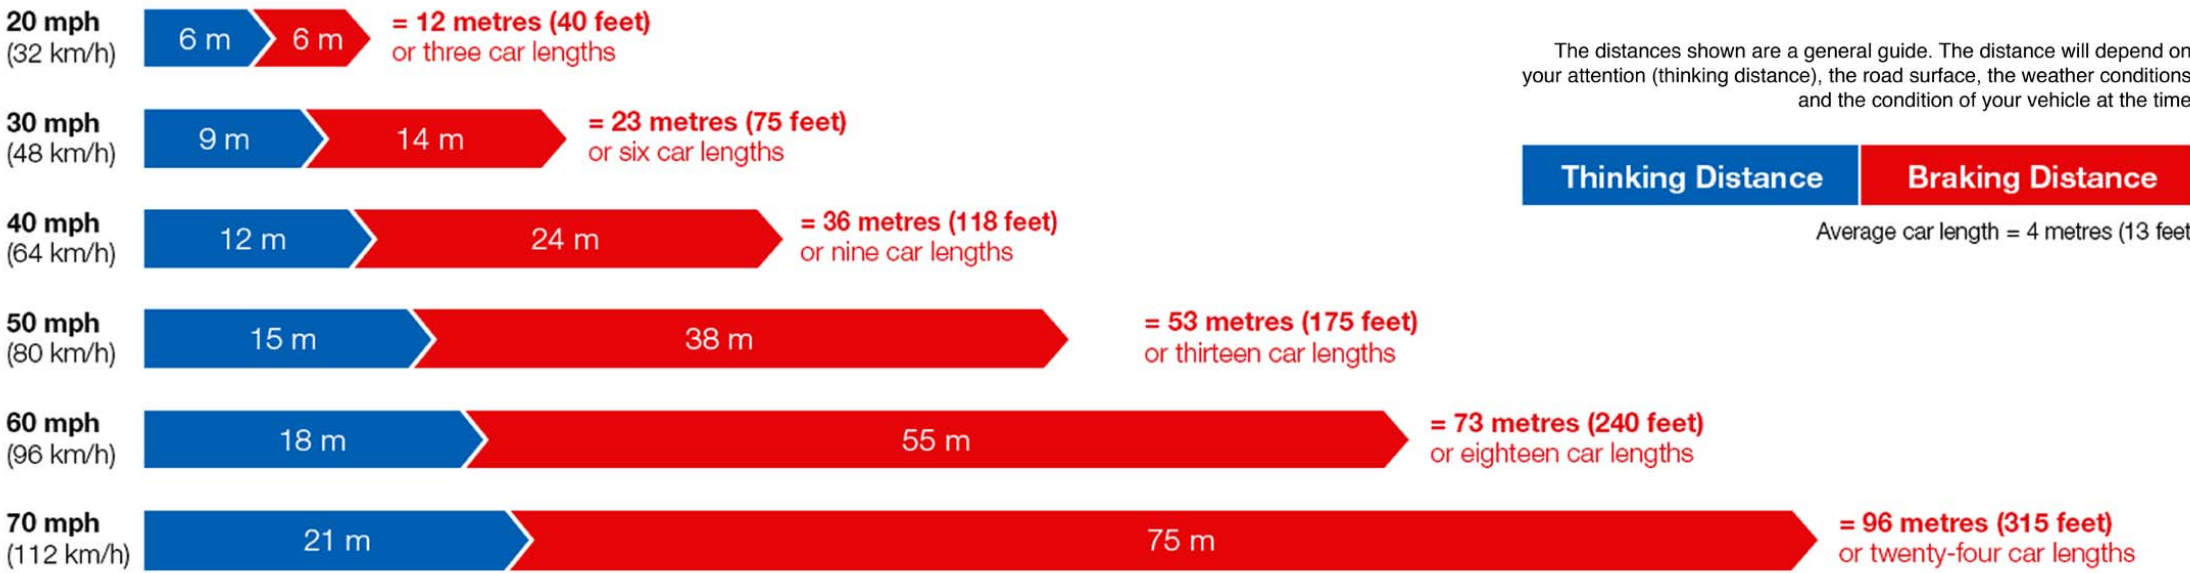 20 mph
(32 km/h)
6 m
6 m
= 12 metres (40 feet)
or three car lengths
The distances shown are a general guide. The distance will depend on
your attention (thinking distance), the road surface, the weather conditions
and the condition of your vehicle at the time
30 mph
(48 km/h)
9 m
14 m
= 23 metres (75 feet)
or six car lengths
Thinking Distance
Braking Distance
Average car length = 4 metres (13 feet
40 mph
(64 km/h)
12 m
24 m
= 36 metres (118 feet)
or nine car lengths
50 mph
(80 km/h)
15 m
38 m
= 53 metres (175 feet)
or thirteen car lengths
60 mph
(96 km/h)
18 m
55 m
= 73 metres (240 feet)
or eighteen car lengths
70 mph
(112 km/h)
21 m
75 m
= 96 metres (315 feet)
or twenty-four car lengths